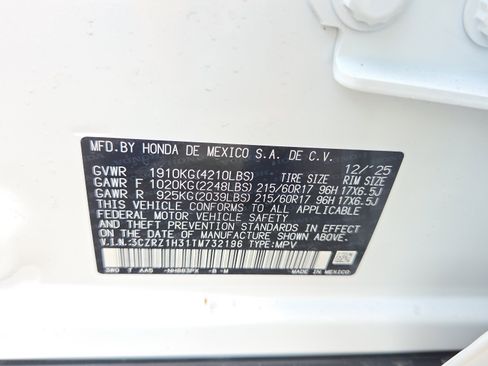 MFD.BY HONDA DE MEXICO S.A. DE C.V. 12/'25
GVWR 1910KG(4210LBS) TIRE SIZE RIM SIZE
GAWR F 1020KG(2248LBS) 215/60R17 96H 17X6.5J
GAWR R 925KG(2039LBS) 215/60R17 96H 17X6.5J
THIS VEHICLE CONFORMS TO ALL APPLICABLE
FEDERAL MOTOR VEHICLE SAFETY, BUMPER,AND
THEFT PREVENTION STANDARDS IN EFFECT ON
THE DATE OF MANUFACTURE SHOWN ABOVE.
V.I.N.:3CZRZ1H31TM732196 TYPE:MPV
MADE IN MEXICO